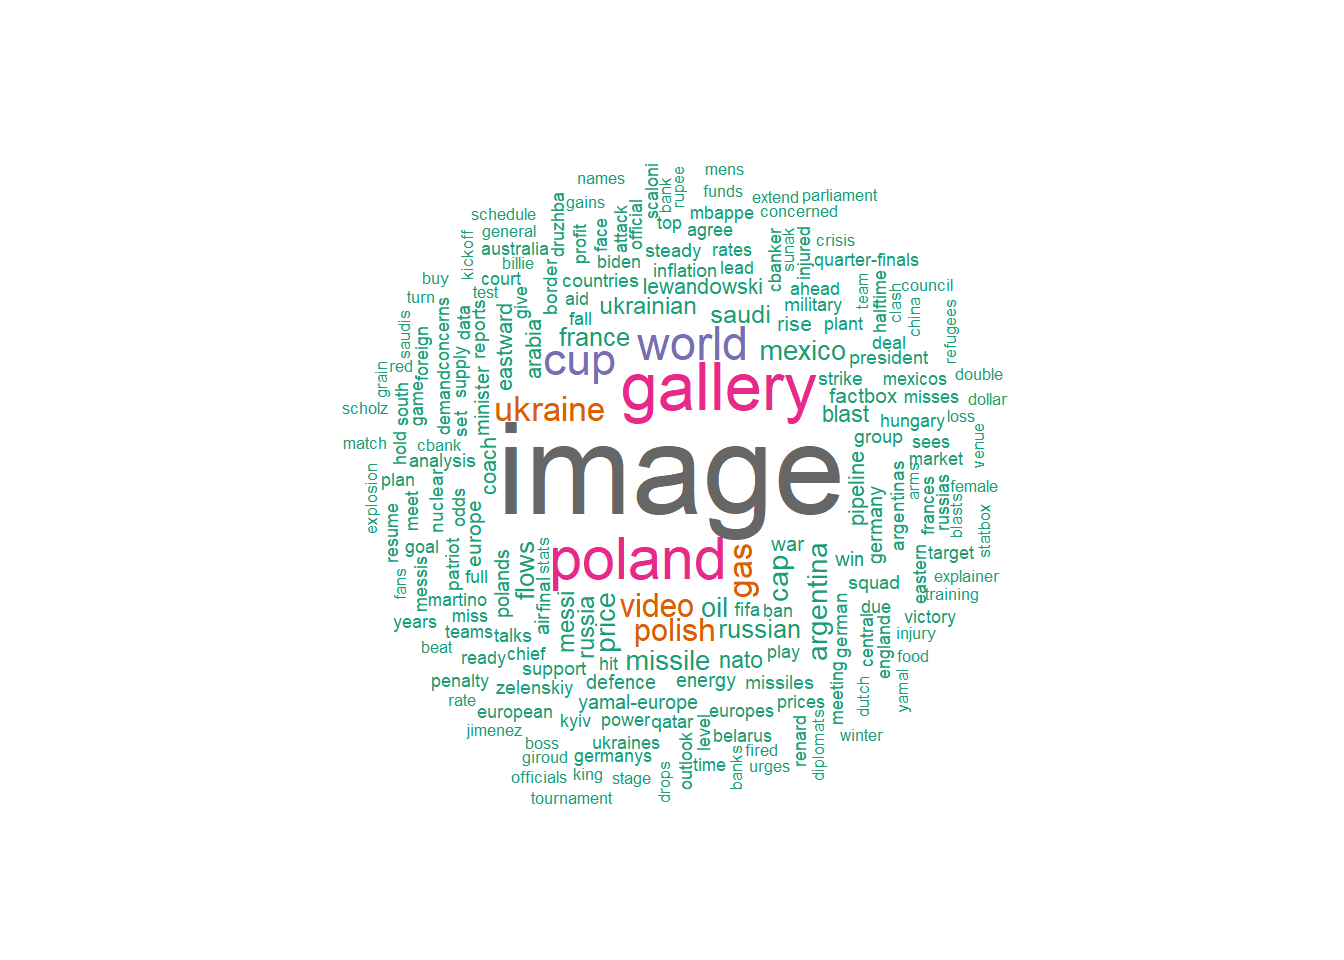 mens
names
scaloni
bank
rupee
funds
extend
parliament
schedule
gains
druzhba
profit
face
attack
official
top
mbappe
concerned
general
agree
kickoff
australia
steady
rates
cbanker
sunak
injured
crisis
billie
biden
quarter-finals
buy
court
border
countries
inflation
lead
test
give
aid
lewandowski
ahead
team
halftime
clash
council
turn
ukrainian
military
china
refugees
saudis
foreign
concerns
data
reports
eastward
arabia
fall
saudi
rise
plant
deal
france
world
mexico
president
grain
red
south
game
demand
supply
cup
gallery
strike
mexicos
double
scholz
set
minister
ukraine
factbox
misses
dollar
blast
hungary
loss
match
hold
cbank
coach
image
group
sees
venue
analysis
market
explosion
plan
meet
nuclear
odds
europe
pipeline
germany
argentinas
arms
frances
russias
blasts
female
statbox
resume
goal
patriot
flows
stats
poland
gas
war
cap
argentina
win
target
eastern
explainer
fans
messis
full
polands
final
air
squad
training
martino
video
oil
fifa
ban
due
years
miss
messi
russia
price
polish
russian
german
central
englande
victory
teams
talks
injury
beat
ready
chief
hit
missile
nato
play
food
support
penalty
zelenskiy
defence
energy
missiles
meeting
dutch
yamal
rate
yamal-europe
prices
european
europes
jimenez
kyiv
power
qatar
level
belarus
renard
diplomats
winter
boss
ukraines
outlook
giroud
germanys
time
banks
fired
urges
officials
king
stage
drops
tournament